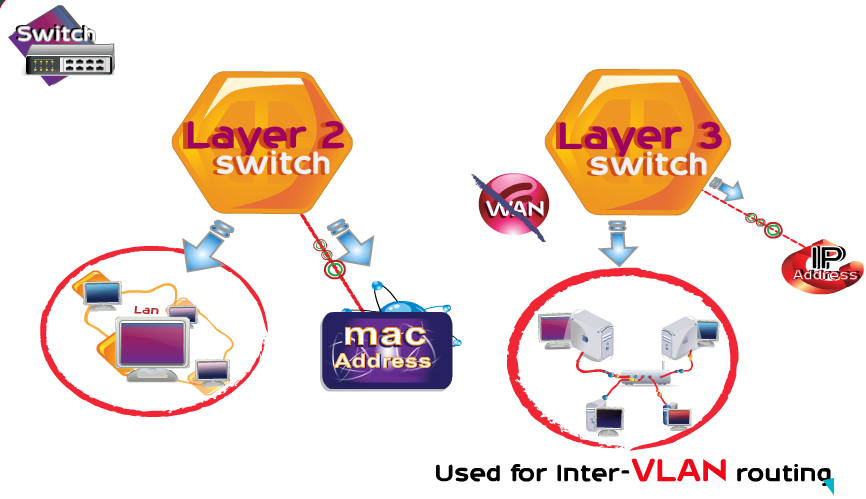 Switch
Layer 2
switch
Layer 3
switch
WAN
IP
Address
Lan
mac
Address
Used for Inter-VLAN routing